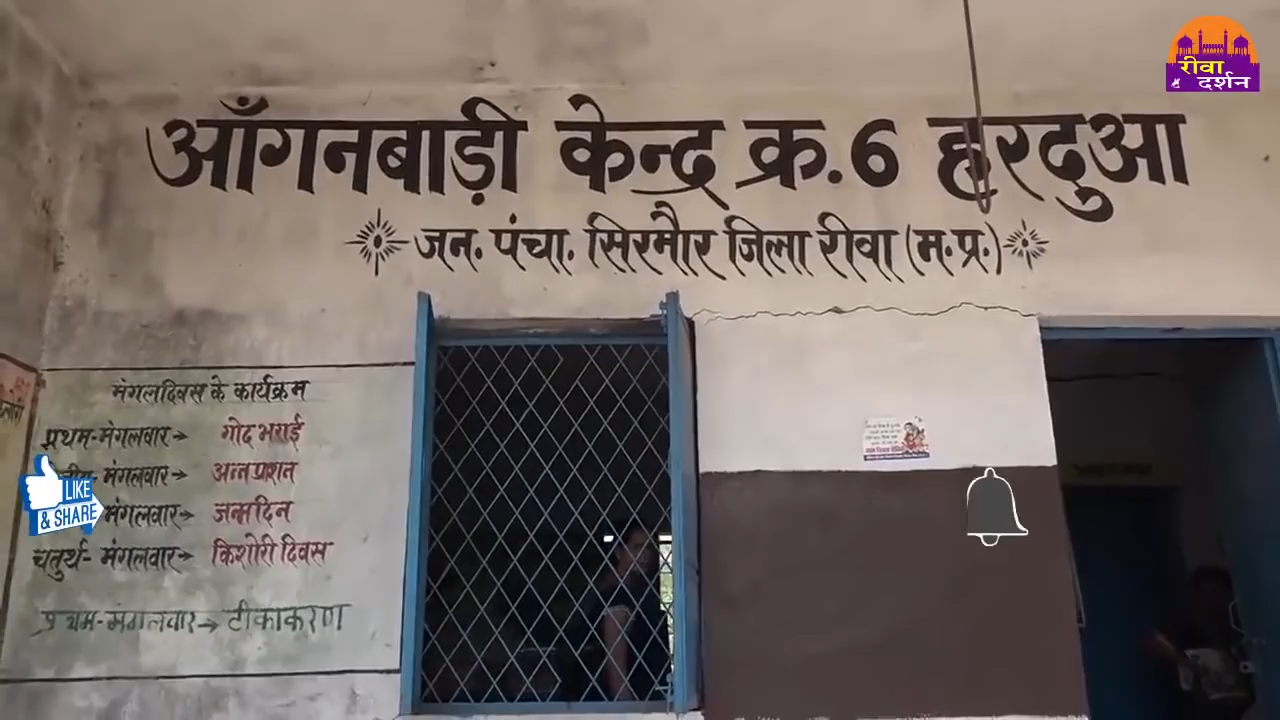 रीवा
दर्शन
आँगनबाड़ी केन्द्र क्र.6 हरदुआ
जन. पंचा. सिरमौर जिला रीवा (म.प्र.)
मंगलदिवस के कार्यक्रम
प्रथम-मंगलवार→ गोद भराई
मंगलवार→ अन्नप्राशन
मंगलवार→ जन्मदिन
चतुर्थ- मंगलवार→ किशोरी दिवस
प्रथम-मंगलवार→ टीकाकरण
LIKE
& SHARE